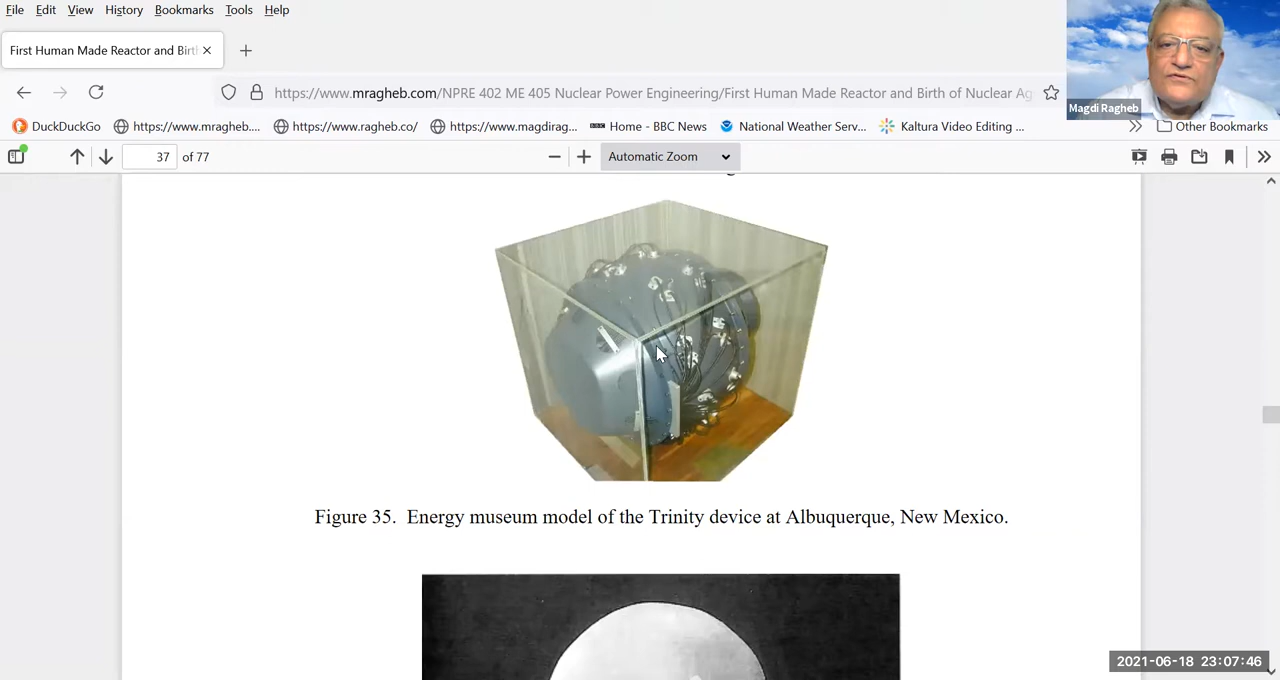 File Edit View History Bookmarks Tools Help
First Human Made Reactor and Birt
https://www.mragheb.com/NPRE 402 ME 405 Nuclear Power Engineering/First Human Made Reactor and Birth of Nuclear Ag
Magdi Ragheb
DuckDuckGo https://www.mragheb.... https://www.ragheb.co/ https://www.magdirag... Home - BBC News National Weather Serv... Kaltura Video Editing ... Other Bookmarks
37 of 77 Automatic Zoom
Figure 35. Energy museum model of the Trinity device at Albuquerque, New Mexico.
2021-06-18 23:07:46